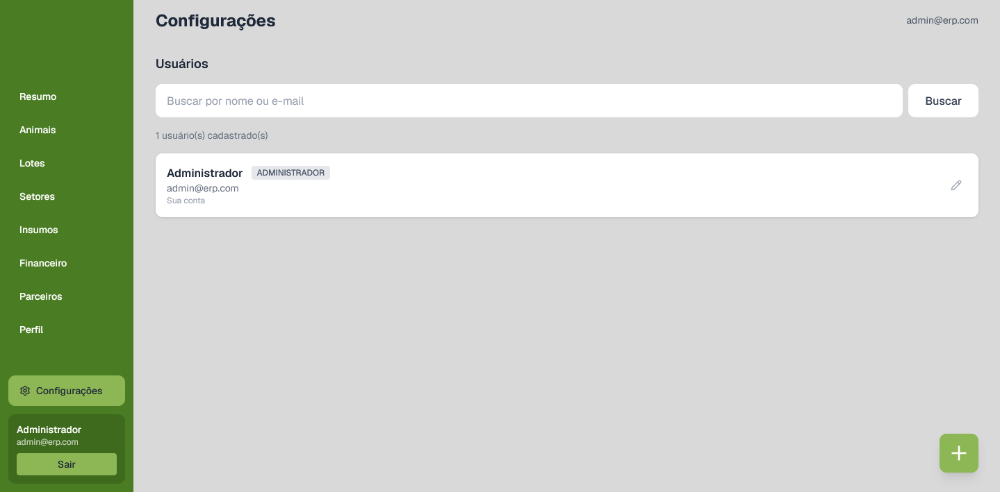 Resumo
Animais
Lotes
Setores
Insumos
Financeiro
Parceiros
Perfil
Configurações
Administrador
admin@erp.com
Sair
Configurações
admin@erp.com
Usuários
Buscar por nome ou e-mail
Buscar
1 usuário(s) cadastrado(s)
Administrador ADMINISTRADOR
admin@erp.com
Sua conta